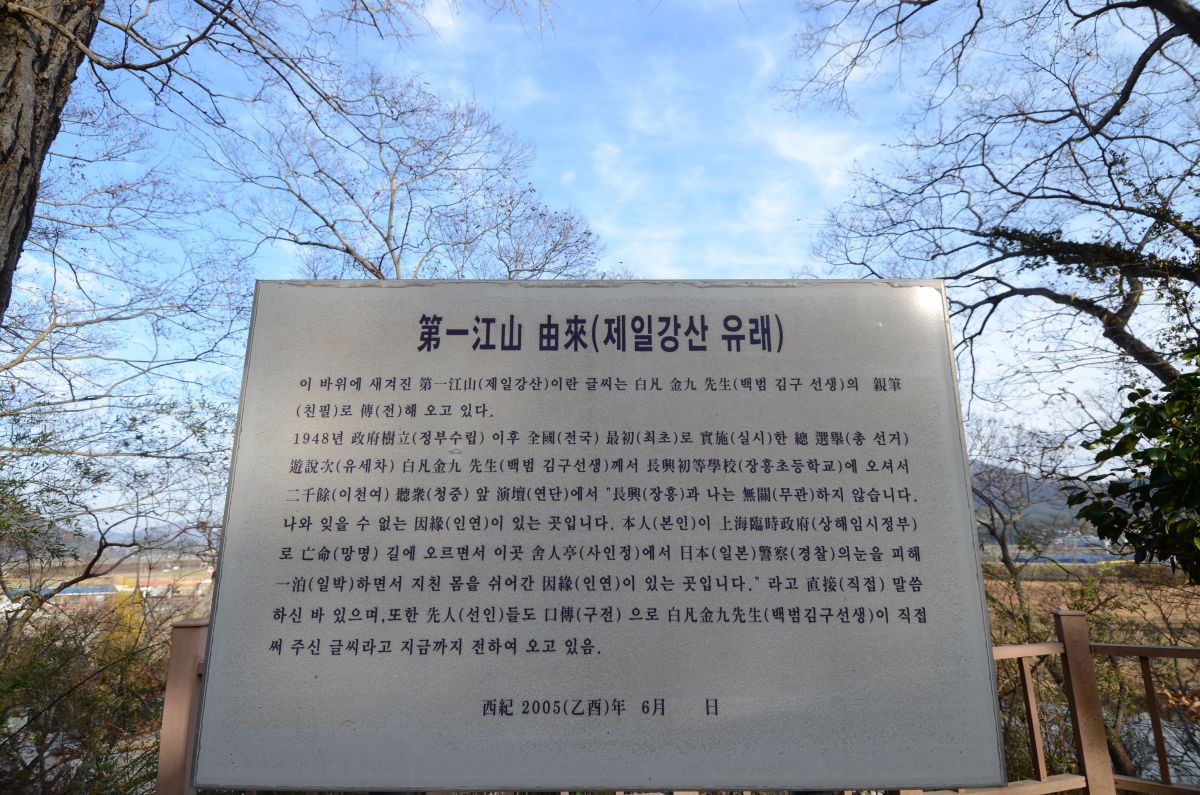 第一江山 由來(제일강산 유래)
이 바위에 새겨진 第一江山(제일강산)이란 글씨는 白凡 金九 先生(백범 김구 선생)의 親筆
(친필)로 傳(전)해 오고 있다.
1948년 政府樹立(정부수립) 이후 全國(전국) 最初(최초)로 實施(실시)한 總 選擧(총 선거)
遊說次(유세차) 白凡金九 先生(백범 김구선생)께서 長興初等學校(장흥초등학교)에 오셔서
二千餘(이천여) 聽衆(청중) 앞 演壇(연단)에서 "長興(장흥)과 나는 無關(무관)하지 않습니다.
나와 잊을 수 없는 因緣(인연)이 있는 곳입니다. 本人(본인)이 上海臨時政府(상해임시정부)
로 亡命(망명) 길에 오르면서 이곳 舍人亭(사인정)에서 日本(일본)警察(경찰)의눈을 피해
一泊(일박)하면서 지친 몸을 쉬어간 因緣(인연)이 있는 곳입니다." 라고 直接(직접) 말씀
하신 바 있으며,또한 先人(선인)들도 口傳(구전) 으로 白凡金九先生(백범김구선생)이 직접
써 주신 글씨라고 지금까지 전하여 오고 있음.
西紀 2005(乙酉)年 6月 日